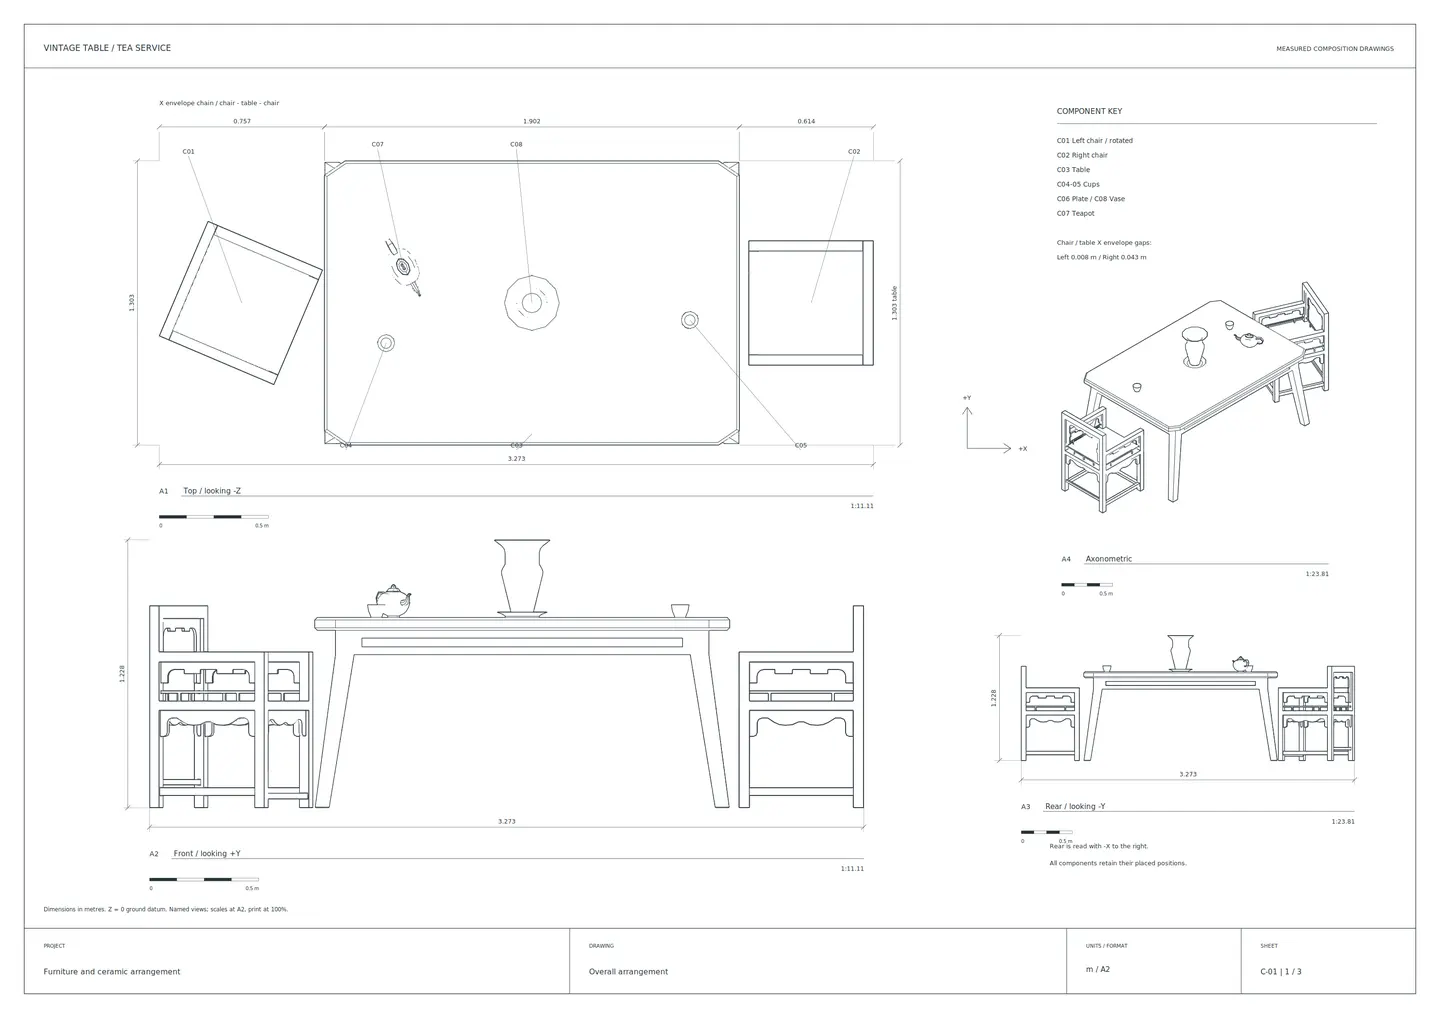 VINTAGE TABLE / TEA SERVICE
MEASURED COMPOSITION DRAWINGS
X envelope chain / chair - table - chair
0.757
1.902
0.614
C01
C07
C08
C02
1.303
1.303 table
C04
C03
C05
3.273
A1 Top / looking -Z
1:11.11
0 0.5 m
+Y
+X
COMPONENT KEY
C01 Left chair / rotated
C02 Right chair
C03 Table
C04-05 Cups
C06 Plate / C08 Vase
C07 Teapot
Chair / table X envelope gaps:
Left 0.008 m / Right 0.043 m
A4 Axonometric
1:23.81
0 0.5 m
1.228
3.273
A2 Front / looking +Y
1:11.11
0 0.5 m
1.228
3.273
A3 Rear / looking -Y
1:23.81
0 0.5 m
Rear is read with -X to the right.
All components retain their placed positions.
Dimensions in metres. Z = 0 ground datum. Named views; scales at A2, print at 100%.
PROJECT
Furniture and ceramic arrangement
DRAWING
Overall arrangement
UNITS / FORMAT
m / A2
SHEET
C-01 | 1 / 3